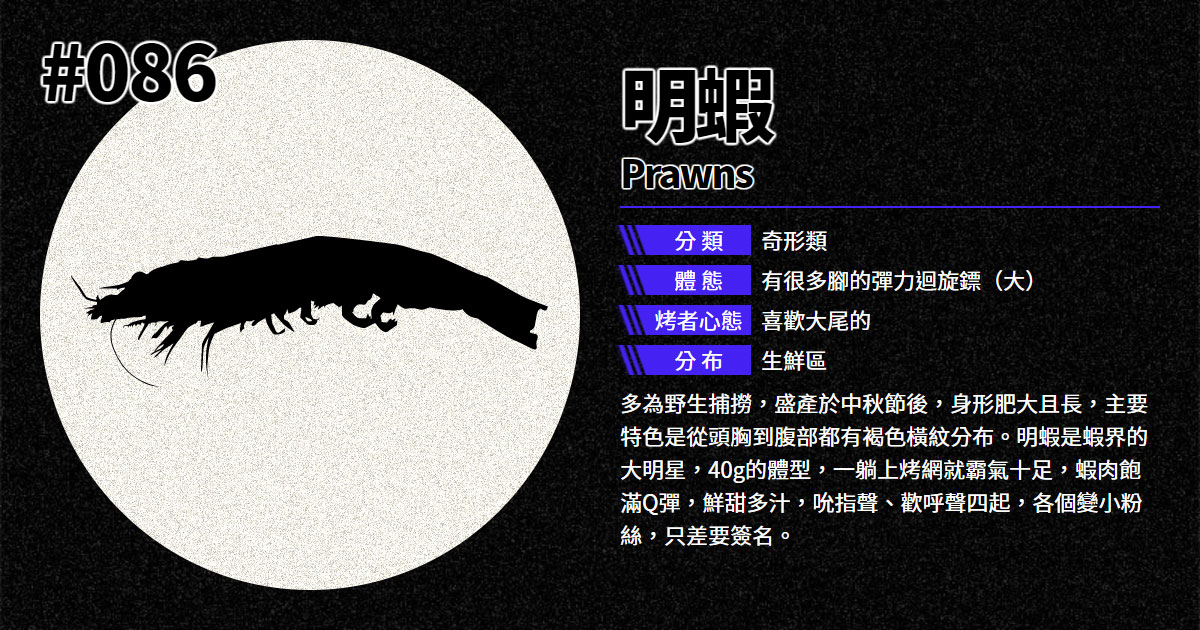 #086
明蝦
Prawns
分類 奇形類
體態 有很多腳的彈力迴旋鏢（大）
烤者心態 喜歡大尾的
分布 生鮮區
多為野生捕撈，盛產於中秋節後，身形肥大且長，主要
特色是從頭胸到腹部都有褐色橫紋分布。明蝦是蝦界的
大明星，40g的體型，一躺上烤網就霸氣十足，蝦肉飽
滿Q彈，鮮甜多汁，吮指聲、歡呼聲四起，各個變小粉
絲，只差要簽名。